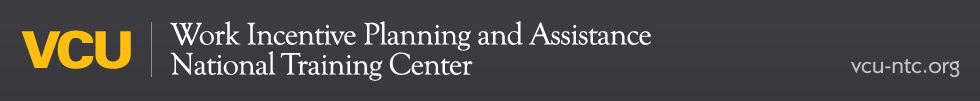 VCU
Work Incentive Planning and Assistance
National Training Center
vcu-ntc.org